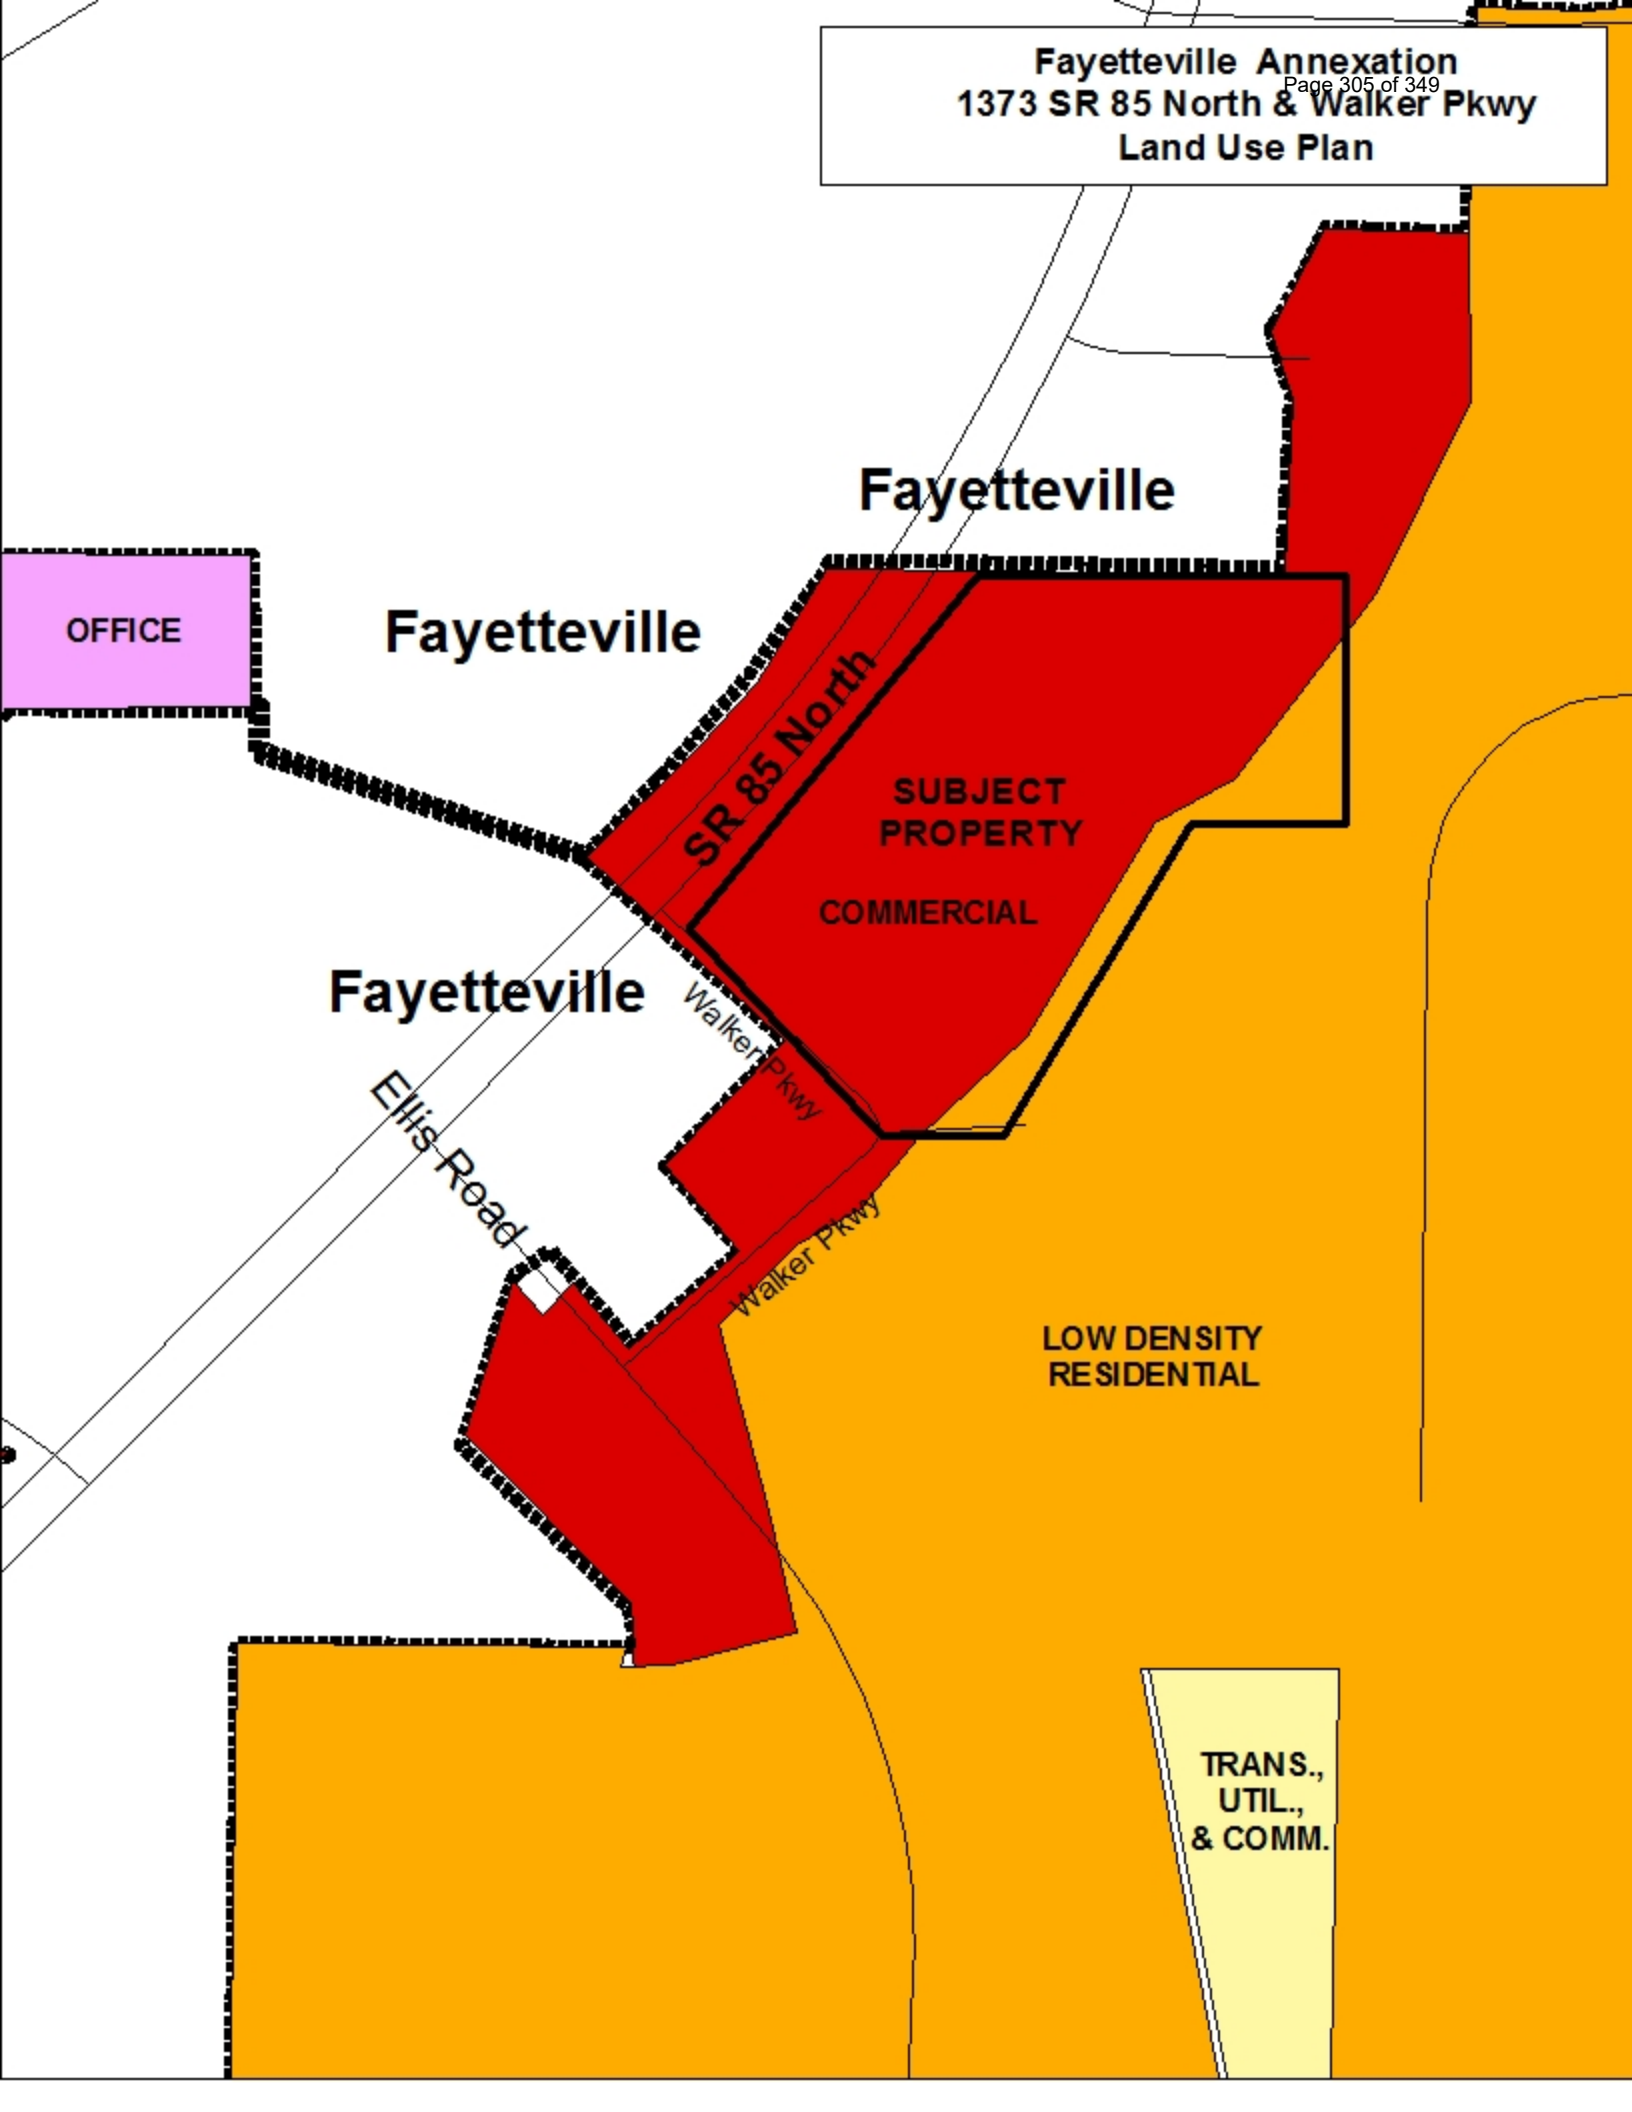 Fayetteville Annexation
Page 305 of 349
1373 SR 85 North & Walker Pkwy
Land Use Plan
Fayetteville
OFFICE
Fayetteville
SR 85 North
SUBJECT
PROPERTY
COMMERCIAL
Fayetteville
Walker Pkwy
Ellis Road
Walker Pkwy
LOW DENSITY
RESIDENTIAL
TRANS.,
UTIL.,
& COMM.